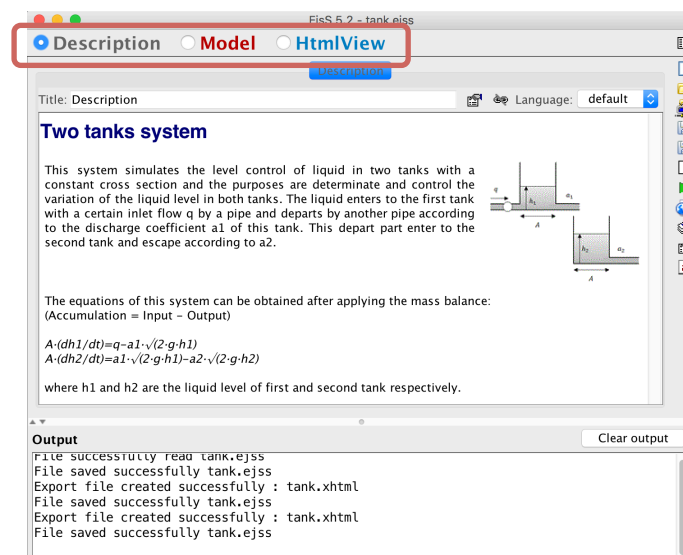 EjsS 5.2 - tank.ejss
Description Model HtmlView
Description
Title: Description Language: default
Two tanks system
This system simulates the level control of liquid in two tanks with a
constant cross section and the purposes are determinate and control the
variation of the liquid level in both tanks. The liquid enters to the first tank
with a certain inlet flow q by a pipe and departs by another pipe according
to the discharge coefficient a1 of this tank. This depart part enter to the
second tank and escape according to a2.
q
h1
a1
A
h2
a2
A
The equations of this system can be obtained after applying the mass balance:
(Accumulation = Input – Output)
A·(dh1/dt)=q-a1·√(2·g·h1)
A·(dh2/dt)=a1·√(2·g·h1)-a2·√(2·g·h2)
where h1 and h2 are the liquid level of first and second tank respectively.
Output Clear output
File successfully read tank.ejss
File saved successfully tank.ejss
Export file created successfully : tank.xhtml
File saved successfully tank.ejss
Export file created successfully : tank.xhtml
File saved successfully tank.ejss